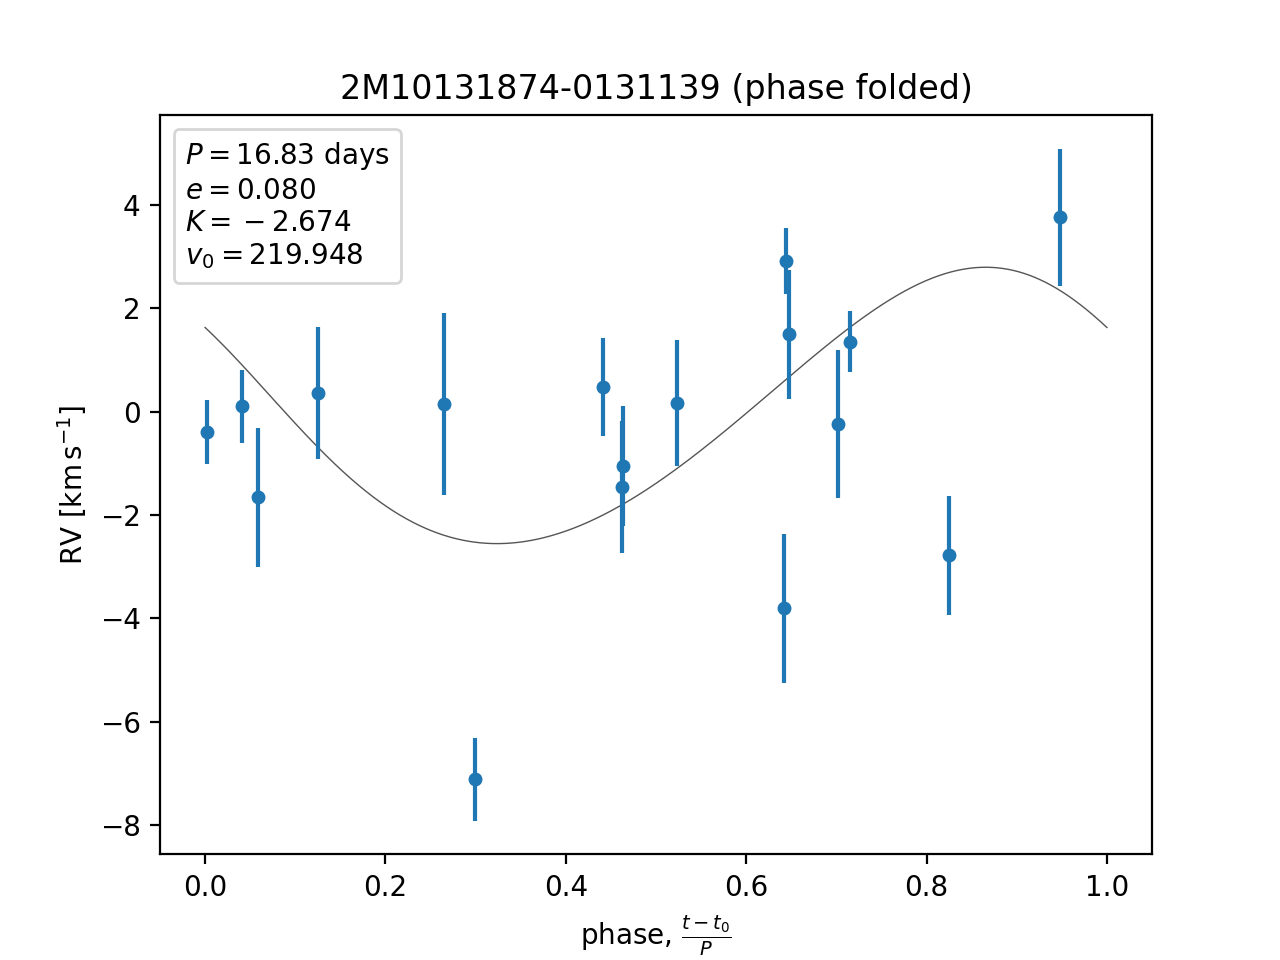 2M10131874-0131139 (phase folded)
P = 16.83 days
e = 0.080
K = −2.674
v₀ = 219.948
RV [km s⁻¹]
4
2
0
−2
−4
−6
−8
0.0 0.2 0.4 0.6 0.8 1.0
phase, (t − t₀)/P